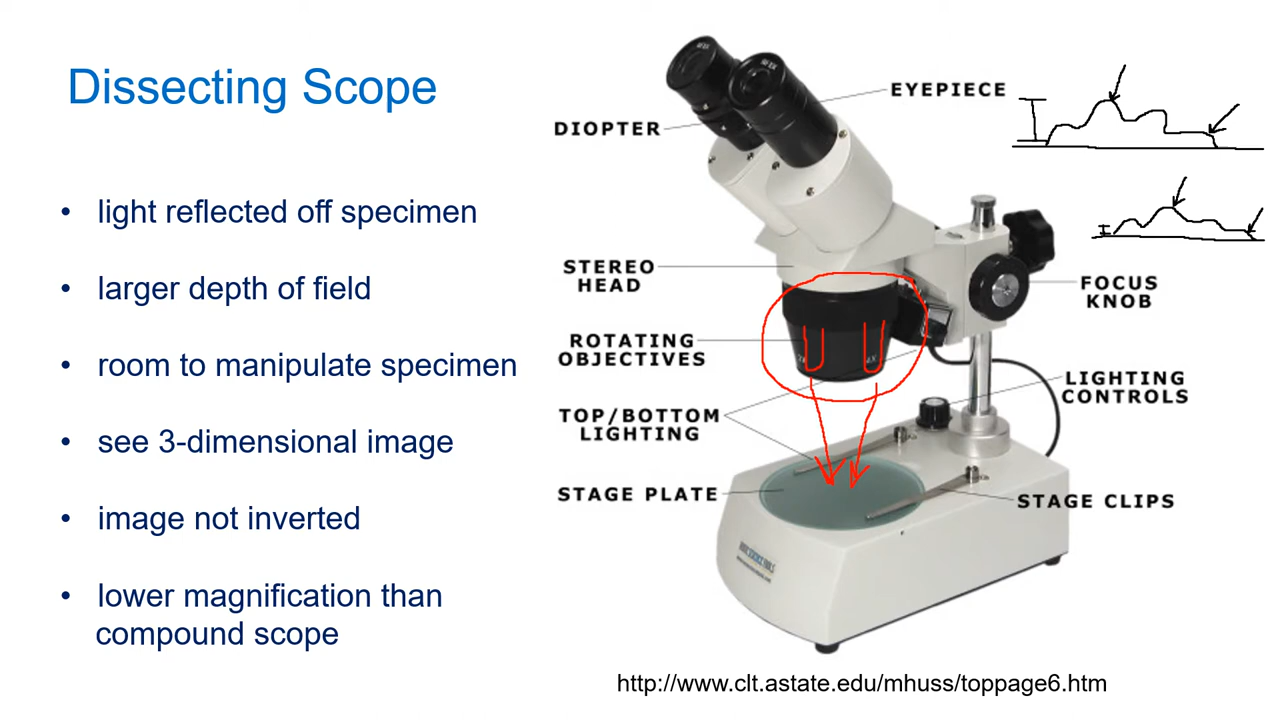 Dissecting Scope
• light reflected off specimen
• larger depth of field
• room to manipulate specimen
• see 3-dimensional image
• image not inverted
• lower magnification than
compound scope
EYEPIECE
DIOPTER
STEREO
HEAD
FOCUS
KNOB
ROTATING
OBJECTIVES
LIGHTING
CONTROLS
TOP/BOTTOM
LIGHTING
STAGE PLATE
STAGE CLIPS
http://www.clt.astate.edu/mhuss/toppage6.htm